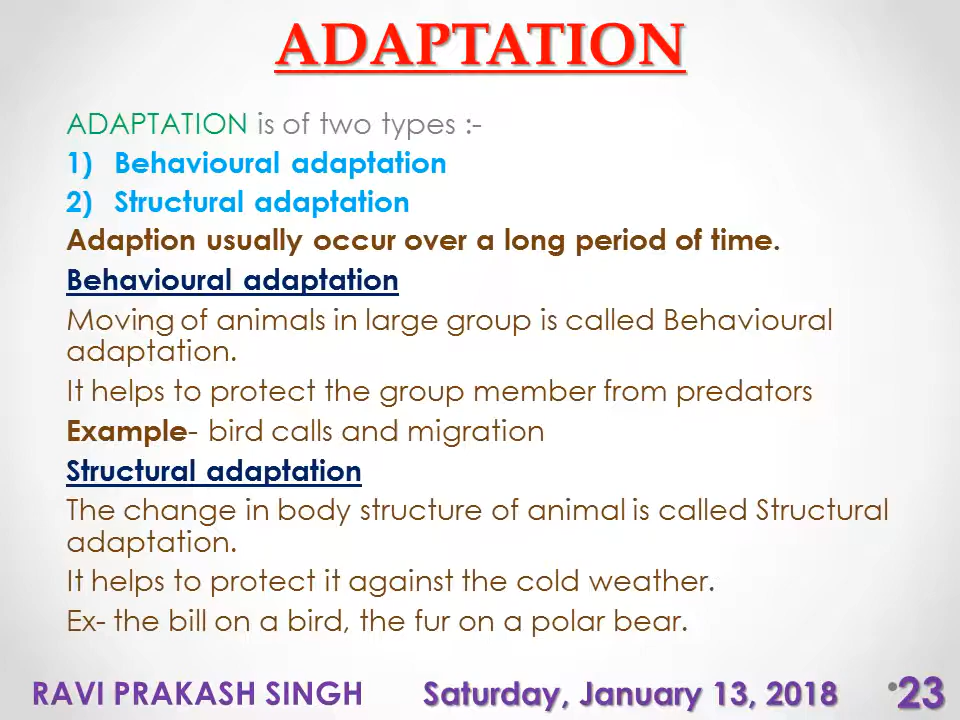 ADAPTATION
ADAPTATION is of two types :-
1) Behavioural adaptation
2) Structural adaptation
Adaption usually occur over a long period of time.
Behavioural adaptation
Moving of animals in large group is called Behavioural
adaptation.
It helps to protect the group member from predators
Example- bird calls and migration
Structural adaptation
The change in body structure of animal is called Structural
adaptation.
It helps to protect it against the cold weather.
Ex- the bill on a bird, the fur on a polar bear.
RAVI PRAKASH SINGH Saturday, January 13, 2018 •23